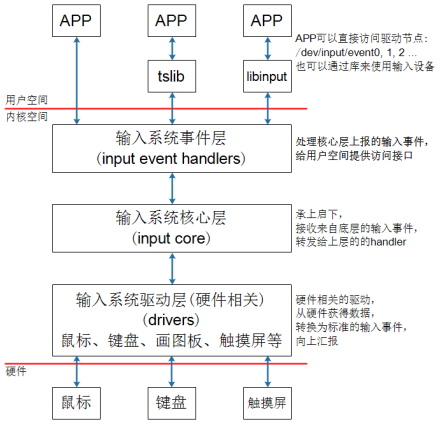 APP
APP
APP
APP可以直接访问驱动节点:
/dev/input/event0, 1, 2 ...
也可以通过库来使用输入设备
tslib
libinput
用户空间
内核空间
输入系统事件层
(input event handlers)
处理核心层上报的输入事件,
给用户空间提供访问接口
输入系统核心层
(input core)
承上启下,
接收来自底层的输入事件,
转发给上层的的handler
输入系统驱动层(硬件相关)
(drivers)
鼠标、键盘、画图板、触摸屏等
硬件相关的驱动,
从硬件获得数据,
转换为标准的输入事件,
向上汇报
硬件
鼠标
键盘
触摸屏